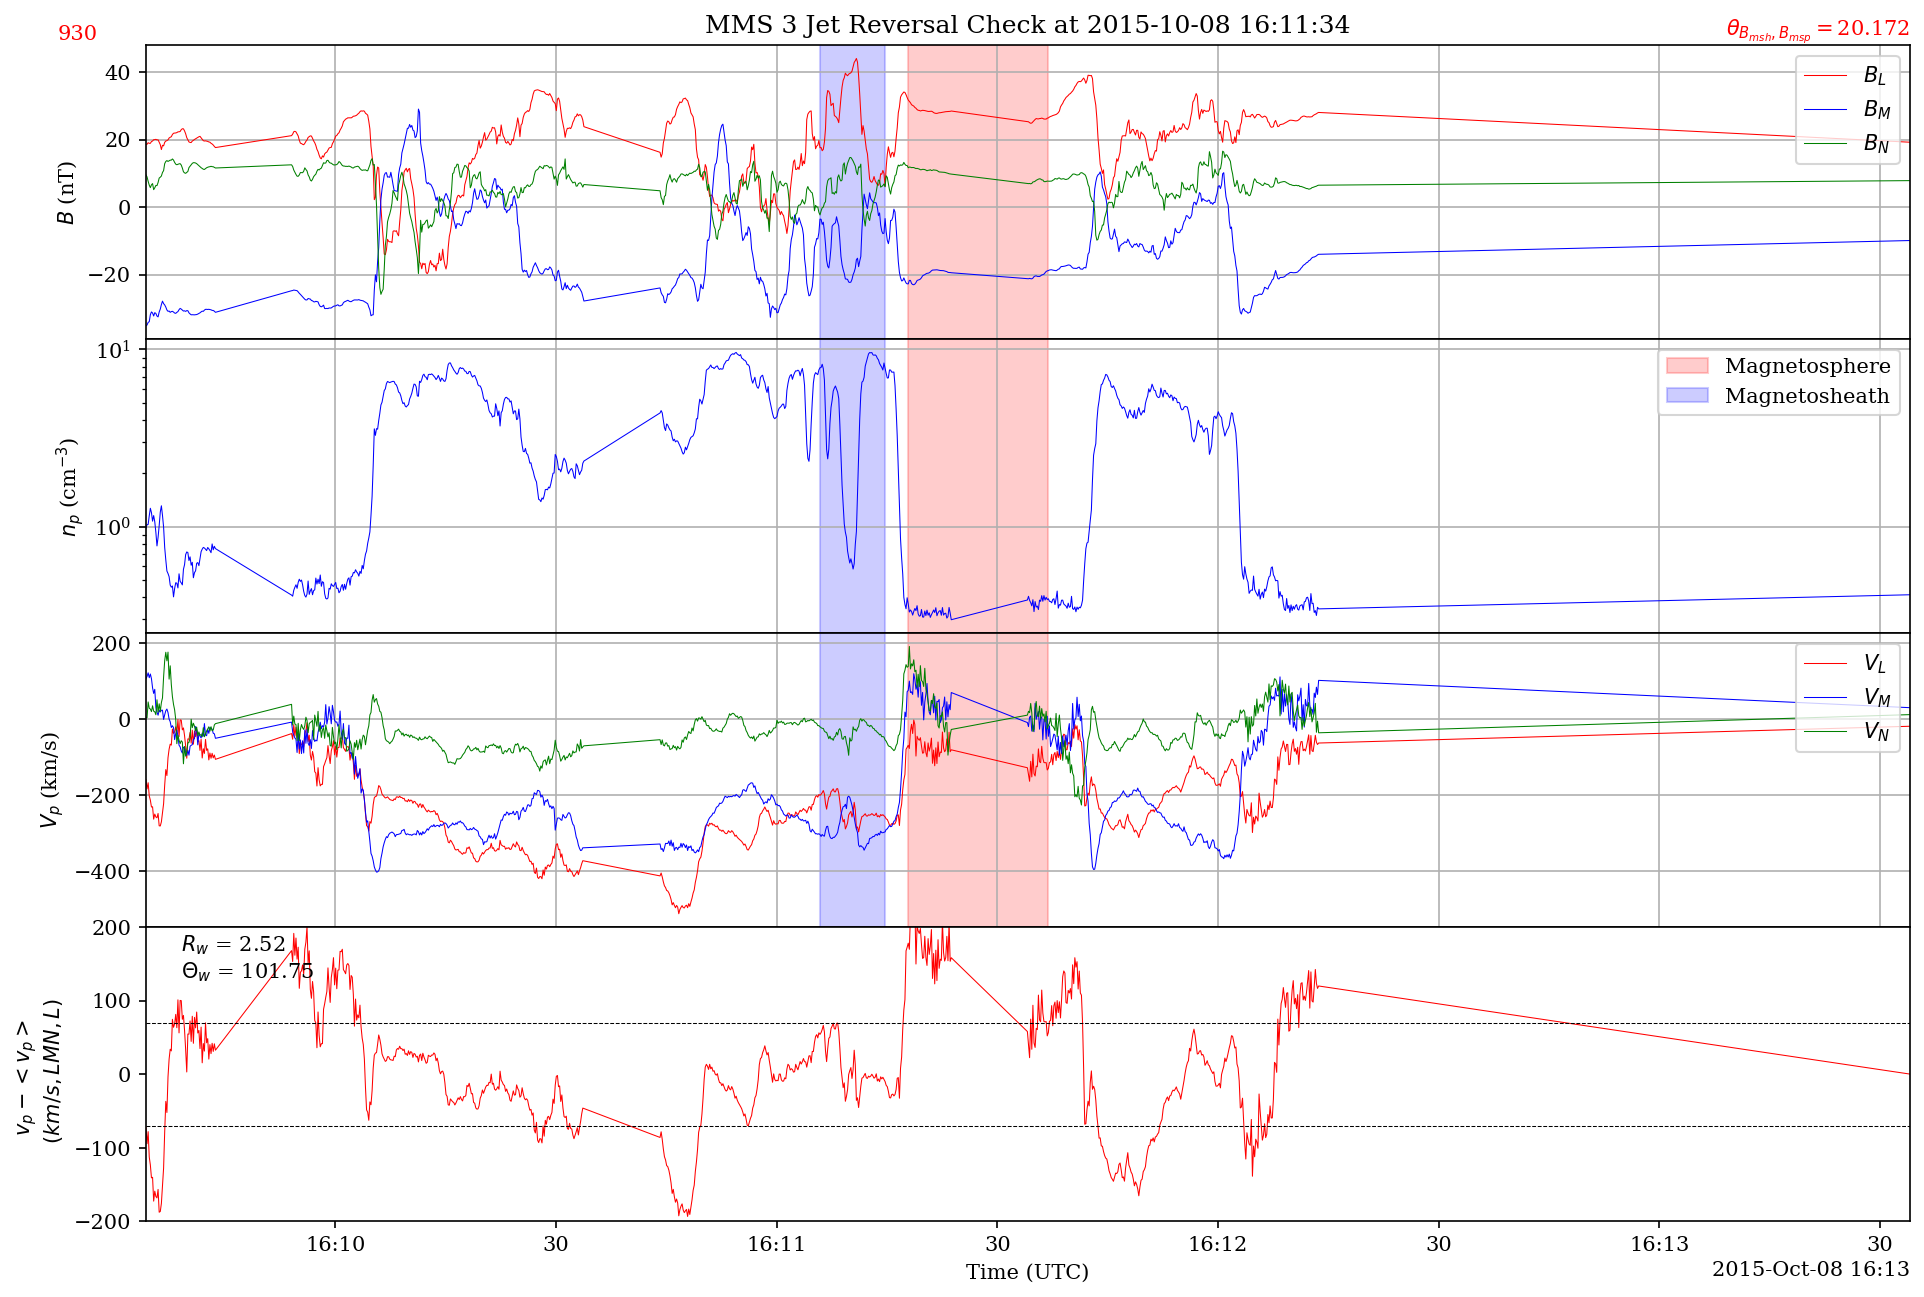 MMS 3 Jet Reversal Check at 2015-10-08 16:11:34
930
θ_{B_{msh}, B_{msp}} = 20.172
40
20
0
−20
B (nT)
B_L
B_M
B_N
10^1
10^0
n_p (cm^{−3})
Magnetosphere
Magnetosheath
200
0
−200
−400
V_p (km/s)
V_L
V_M
V_N
200
100
0
−100
−200
v_p − < v_p >
(km/s, LMN, L)
R_w = 2.52
Θ_w = 101.75
16:10
30
16:11
30
16:12
30
16:13
30
Time (UTC)
2015-Oct-08 16:13